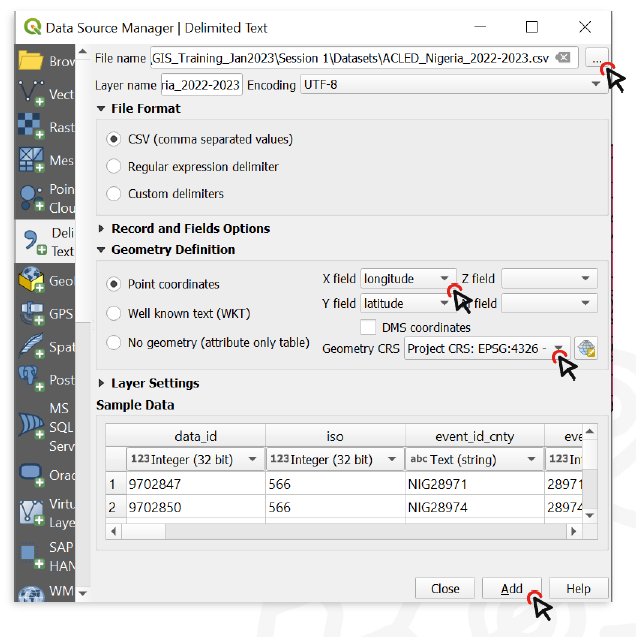 Data Source Manager | Delimited Text
File name GIS_Training_Jan2023\Session 1\Datasets\ACLED_Nigeria_2022-2023.csv ...
Layer name ria_2022-2023 Encoding UTF-8
File Format
CSV (comma separated values)
Regular expression delimiter
Custom delimiters
Record and Fields Options
Geometry Definition
Point coordinates
X field longitude Z field
Well known text (WKT)
Y field latitude field
DMS coordinates
No geometry (attribute only table)
Geometry CRS Project CRS: EPSG:4326 -
Layer Settings
Sample Data
data_id iso event_id_cnty eve
123 Integer (32 bit) 123 Integer (32 bit) abc Text (string) 123 Int
1 9702847 566 NIG28971 28971
2 9702850 566 NIG28974 28974
Close Add Help
Brow
Vect
Rast
Mes
Poin
Clou
Deli
Text
Geo
GPS
Spat
Post
MS
SQL
Serv
Orac
Virtu
Laye
SAP
HAN
WM